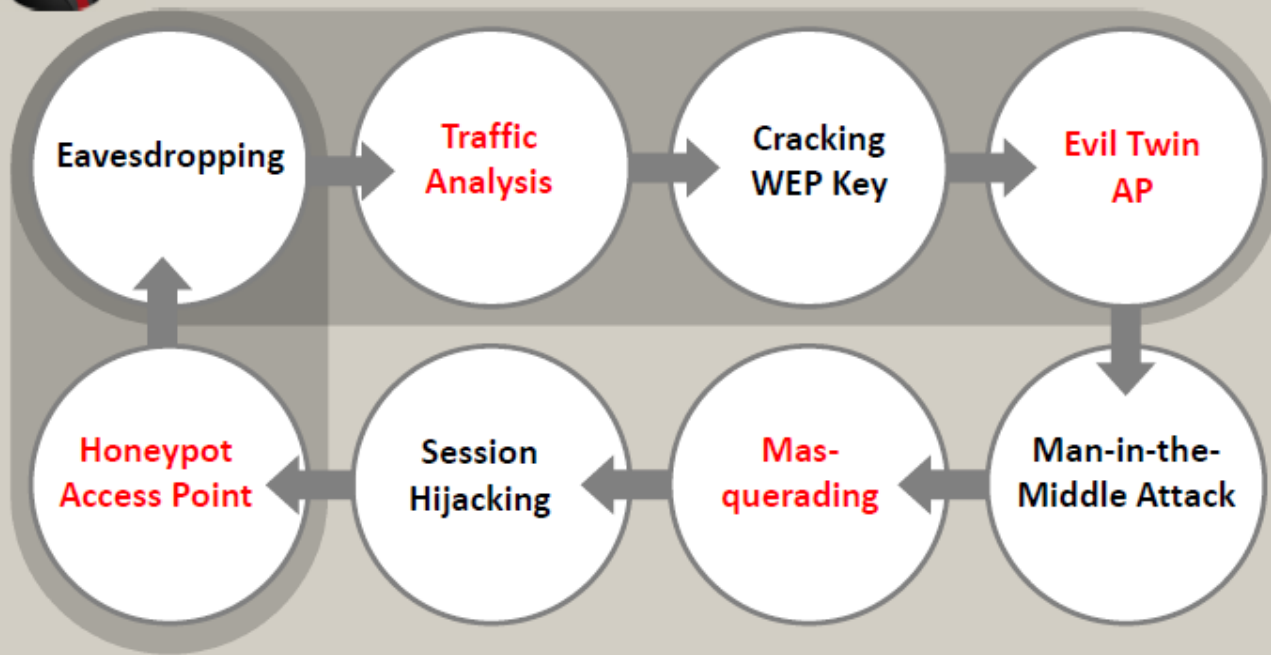 Eavesdropping
Traffic
Analysis
Cracking
WEP Key
Evil Twin
AP
Honeypot
Access Point
Session
Hijacking
Mas-
querading
Man-in-the-
Middle Attack